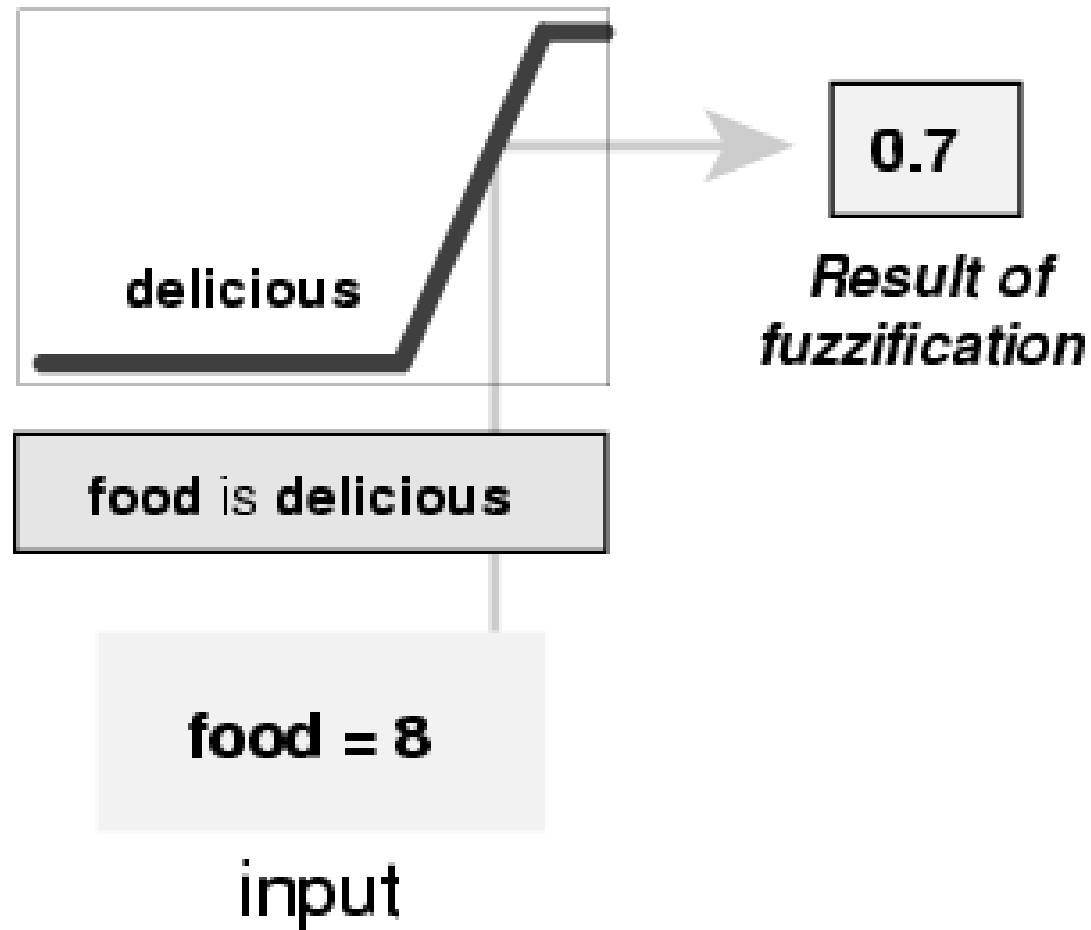 0.7
delicious
Result of
fuzzification
food is delicious
food = 8
input